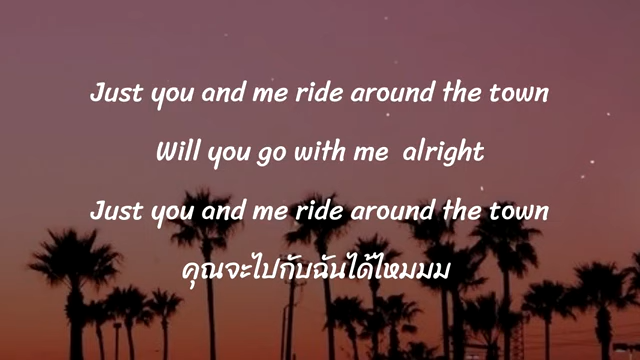 Just you and me ride around the town
Will you go with me alright
Just you and me ride around the town
คุณจะไปกับฉันได้ไหมมมม